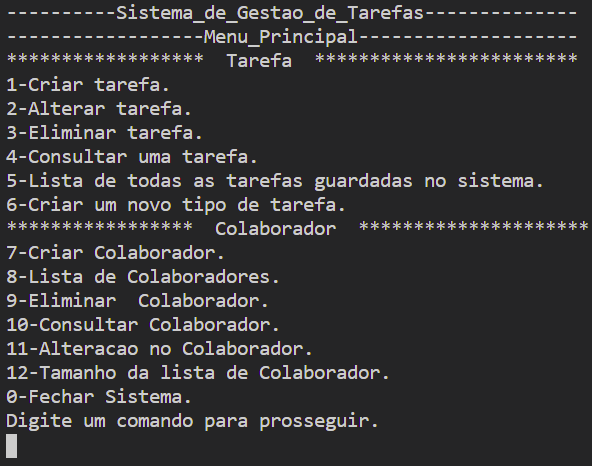 ----------Sistema_de_Gestao_de_Tarefas--------------
------------------Menu_Principal--------------------
****************** Tarefa ************************
1-Criar tarefa.
2-Alterar tarefa.
3-Eliminar tarefa.
4-Consultar uma tarefa.
5-Lista de todas as tarefas guardadas no sistema.
6-Criar um novo tipo de tarefa.
***************** Colaborador *********************
7-Criar Colaborador.
8-Lista de Colaboradores.
9-Eliminar  Colaborador.
10-Consultar Colaborador.
11-Alteracao no Colaborador.
12-Tamanho da lista de Colaborador.
0-Fechar Sistema.
Digite um comando para prosseguir.